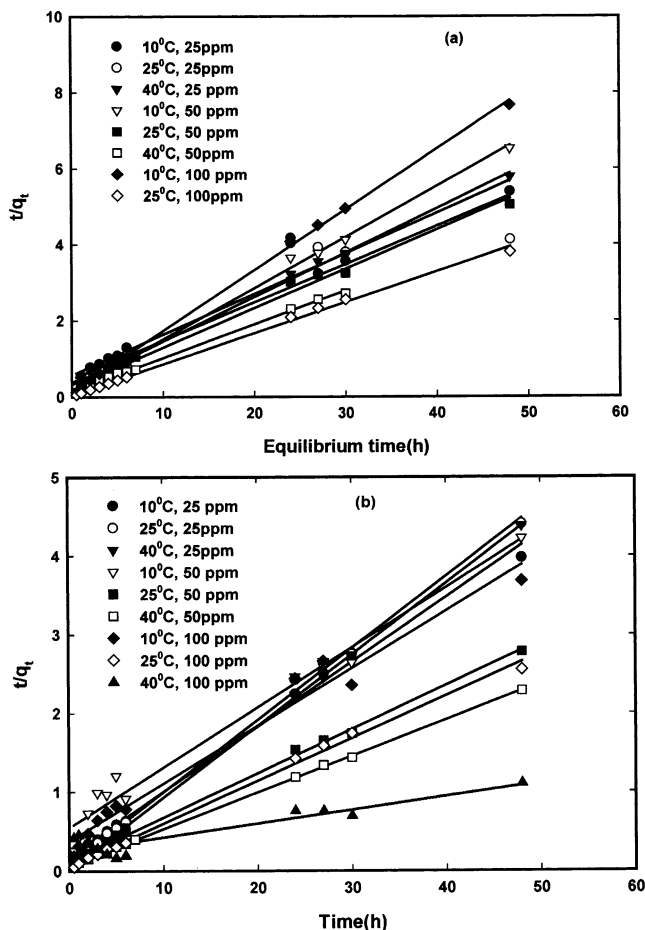 10
(a)
10⁰C, 25ppm
25⁰C, 25ppm
40⁰C, 25 ppm
10⁰C, 50 ppm
25⁰C, 50 ppm
40⁰C, 50ppm
10⁰C, 100 ppm
25⁰C, 100ppm
8
6
4
2
0
t/qₜ
0 10 20 30 40 50 60
Equilibrium time(h)
5
(b)
10⁰C, 25 ppm
25⁰C, 25ppm
40⁰C, 25ppm
10⁰C, 50 ppm
25⁰C, 50 ppm
40⁰C, 50ppm
10⁰C, 100 ppm
25⁰C, 100 ppm
40⁰C, 100 ppm
4
3
2
1
0
t/qₜ
0 10 20 30 40 50 60
Time(h)